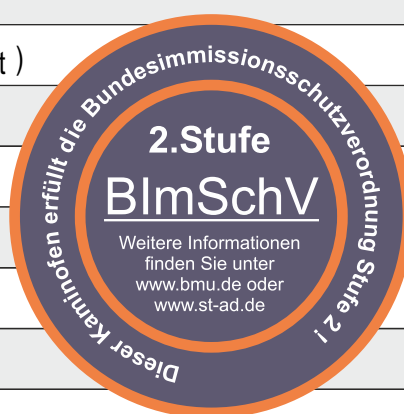 t )
Dieser Kaminofen erfüllt die Bundesimmissionsschutzverordnung Stufe 2 !
2.Stufe
BImSchV
Weitere Informationen
finden Sie unter
www.bmu.de oder
www.st-ad.de